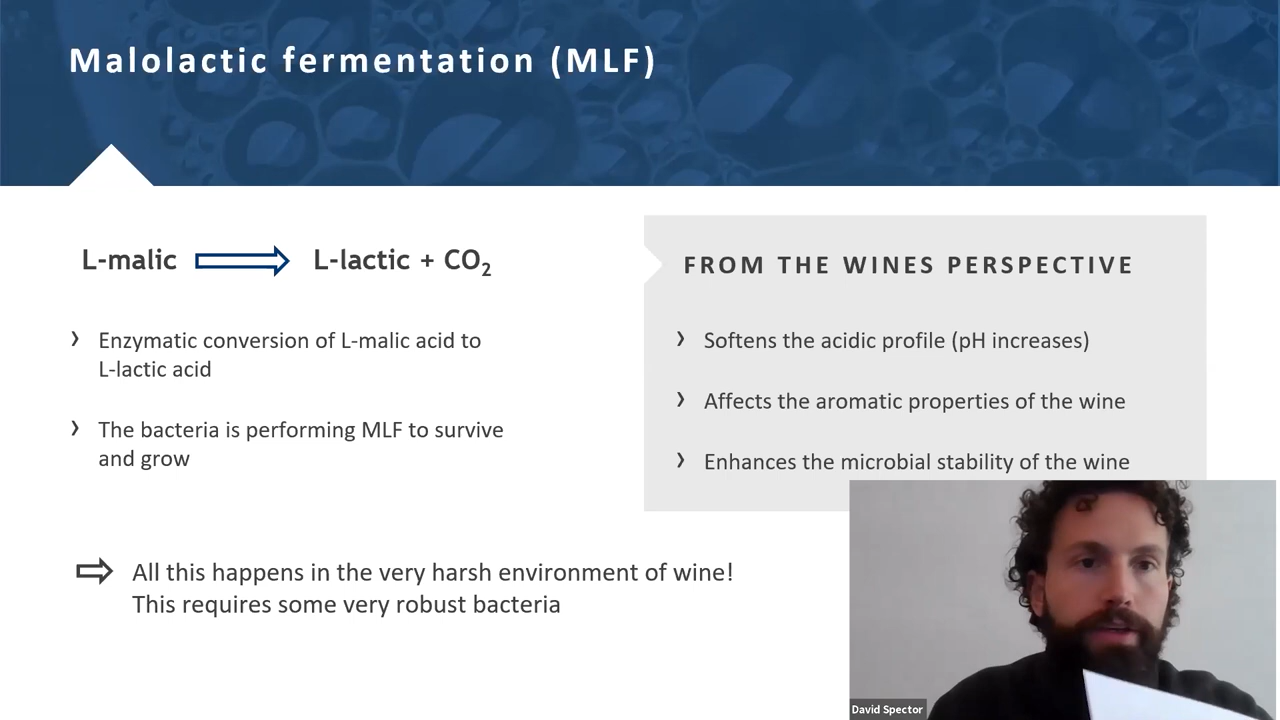 Malolactic fermentation (MLF)
L-malic
L-lactic + CO₂
Enzymatic conversion of L-malic acid to
L-lactic acid
The bacteria is performing MLF to survive
and grow
FROM THE WINES PERSPECTIVE
Softens the acidic profile (pH increases)
Affects the aromatic properties of the wine
Enhances the microbial stability of the wine
All this happens in the very harsh environment of wine!
This requires some very robust bacteria
David Spector